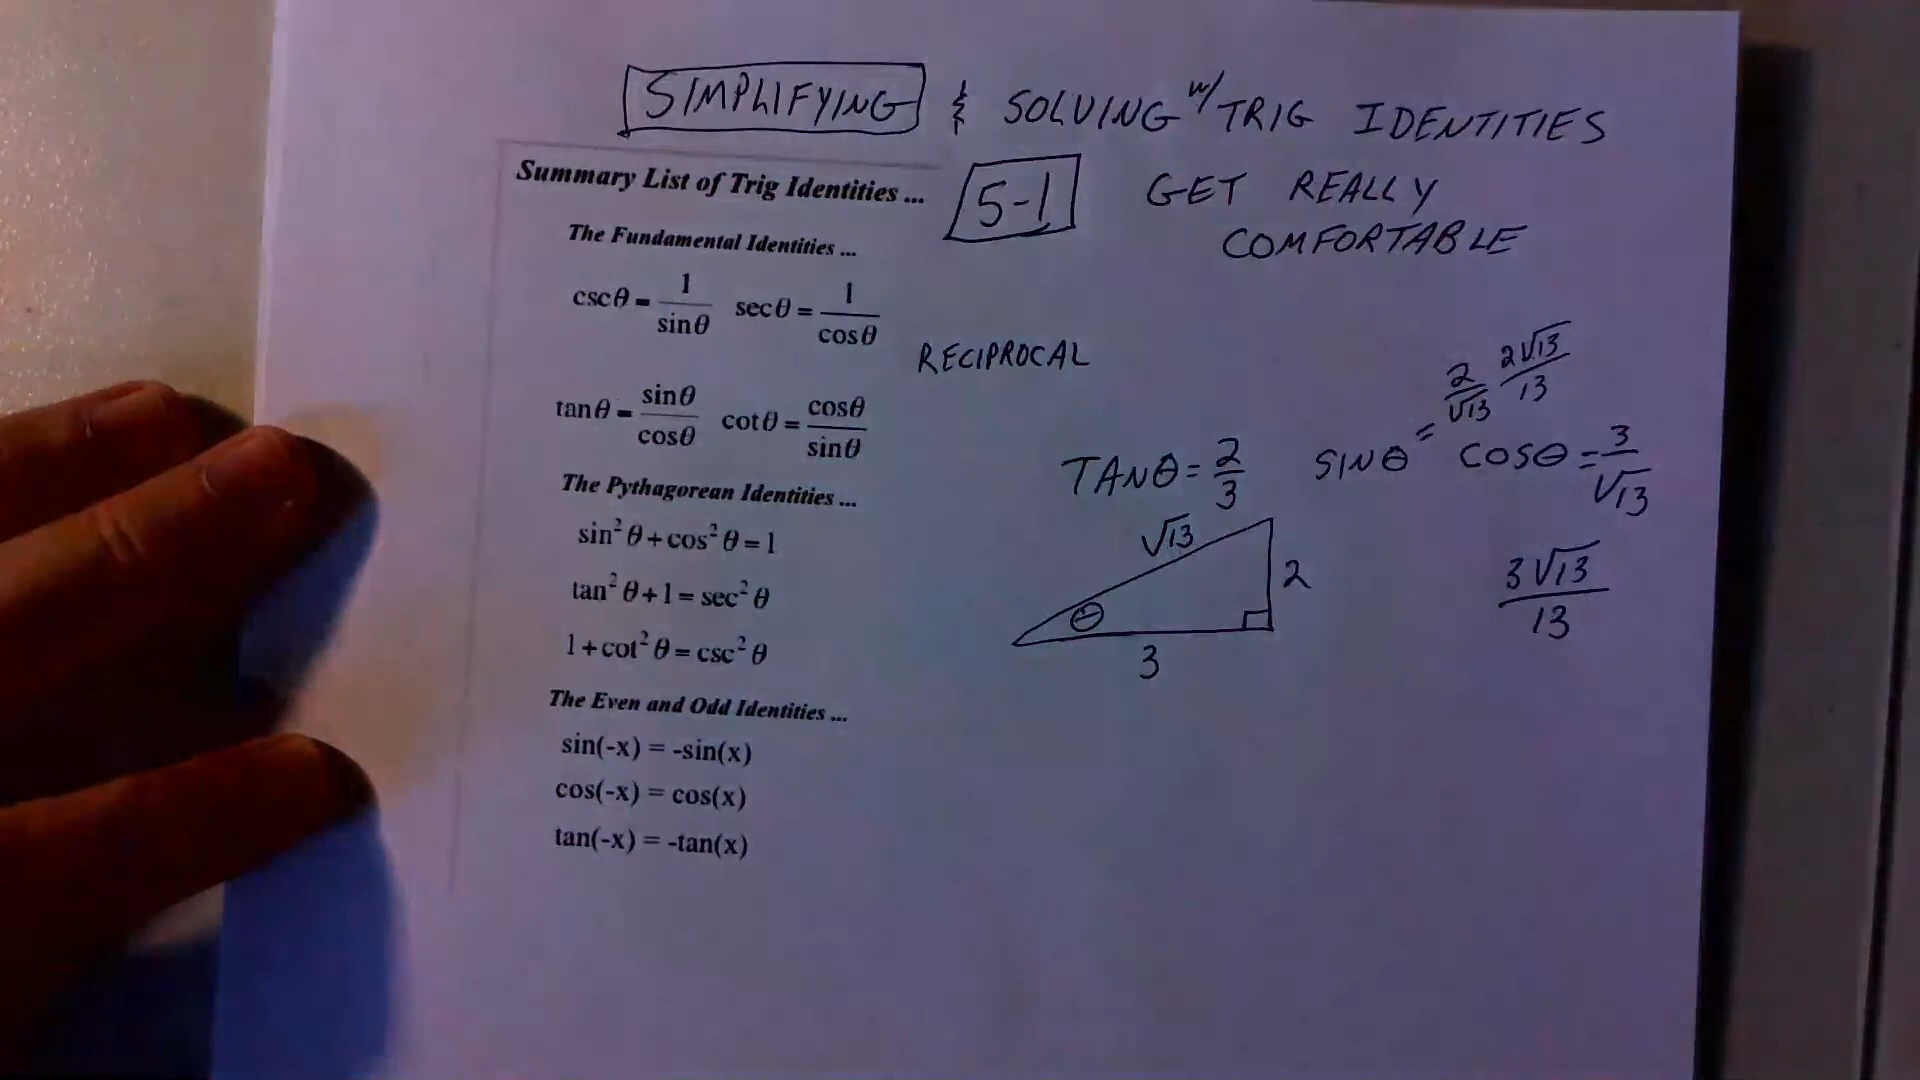 SIMPLIFYING & SOLVING w/ TRIG IDENTITIES
Summary List of Trig Identities ...
5-1
GET REALLY
COMFORTABLE
The Fundamental Identities ...
cscθ = 1/sinθ secθ = 1/cosθ
RECIPROCAL
tanθ = sinθ/cosθ cotθ = cosθ/sinθ
The Pythagorean Identities ...
sin²θ + cos²θ = 1
tan²θ + 1 = sec²θ
1 + cot²θ = csc²θ
The Even and Odd Identities ...
sin(-x) = -sin(x)
cos(-x) = cos(x)
tan(-x) = -tan(x)
TANθ = 2/3
SINθ = 2/√13 2√13/13
COSθ = 3/√13
3√13/13
√13
2
θ
3